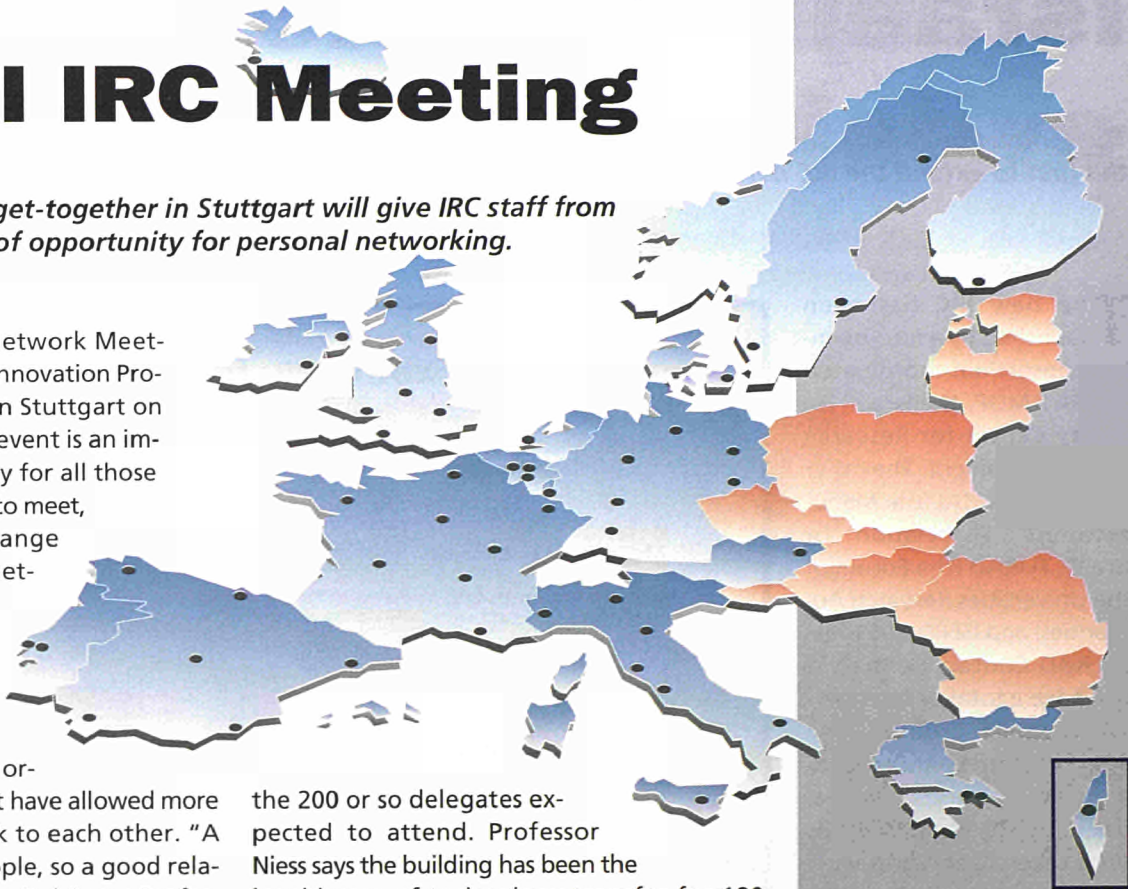 I IRC Meeting
get-together in Stuttgart will give IRC staff from
of opportunity for personal networking.
etwork Meet-
nnovation Pro-
n Stuttgart on
event is an im-
y for all those
to meet,
ange
et-
or-
t have allowed more
k to each other. "A
ople, so a good rela-
the 200 or so delegates ex-
pected to attend. Professor
Niess says the building has been the